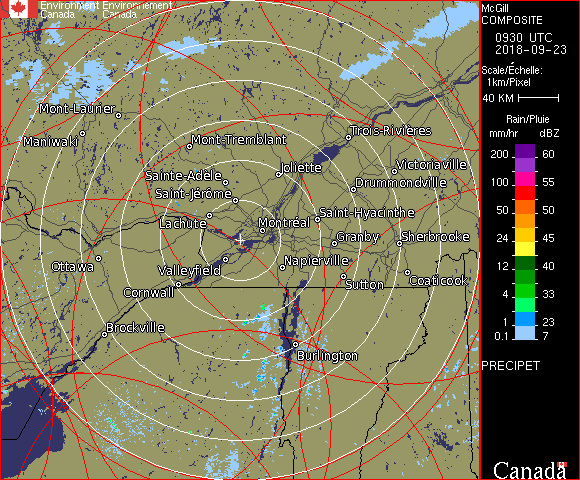 Environment Environnement
Canada Canada
McGill
COMPOSITE
0930 UTC
2018-09-23
Scale/Échelle:
1km/Pixel
40 KM
Rain/Pluie
mm/hr dBZ
200 60
100 55
50 50
24 45
12 40
4 33
1 23
0.1 7
PRECIPET
Canada
Mont-Laurier
Maniwaki
Mont-Tremblant
Trois-Rivières
Sainte-Adèle
Joliette
Victoriaville
Saint-Jérôme
Drummondville
Lachute
Montréal
Saint-Hyacinthe
Granby
Sherbrooke
Ottawa
Valleyfield
Napierville
Cornwall
Sutton
Coaticook
Brockville
Burlington